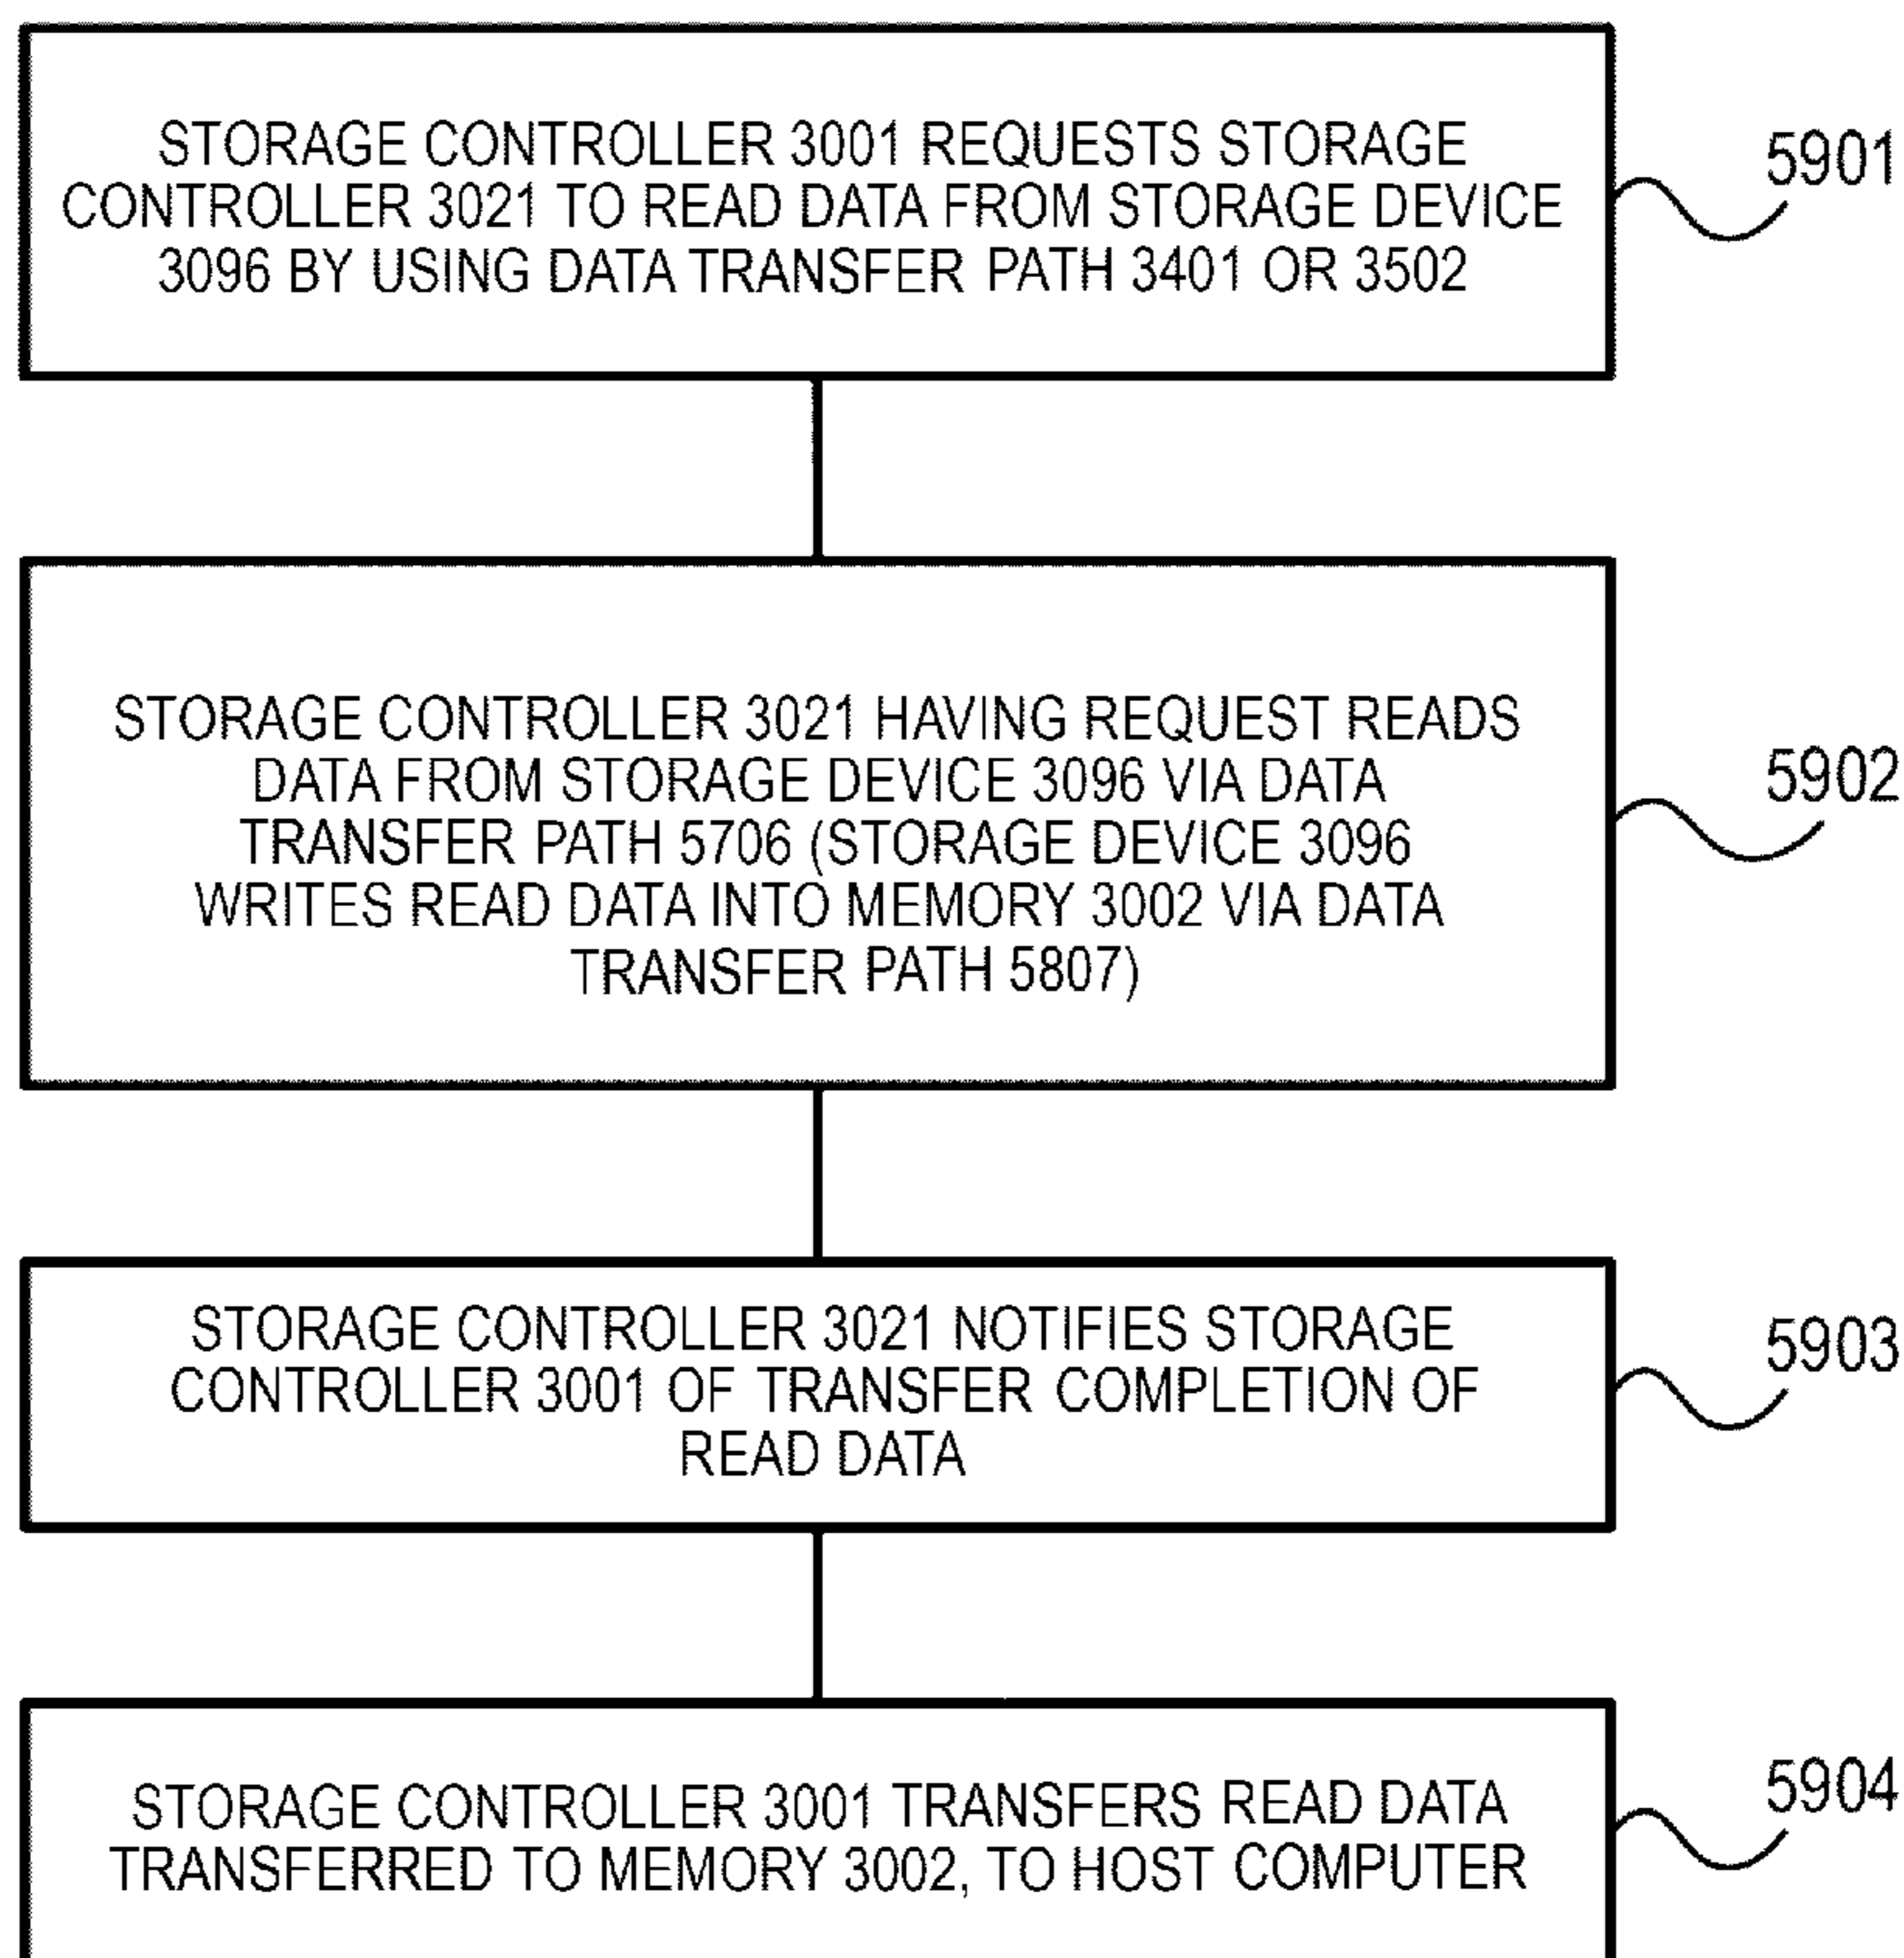 STORAGE CONTROLLER 3001 REQUESTS STORAGE
CONTROLLER 3021 TO READ DATA FROM STORAGE DEVICE
3096 BY USING DATA TRANSFER PATH 3401 OR 3502
5901
STORAGE CONTROLLER 3021 HAVING REQUEST READS
DATA FROM STORAGE DEVICE 3096 VIA DATA
TRANSFER PATH 5706 (STORAGE DEVICE 3096
WRITES READ DATA INTO MEMORY 3002 VIA DATA
TRANSFER PATH 5807)
5902
STORAGE CONTROLLER 3021 NOTIFIES STORAGE
CONTROLLER 3001 OF TRANSFER COMPLETION OF
READ DATA
5903
STORAGE CONTROLLER 3001 TRANSFERS READ DATA
TRANSFERRED TO MEMORY 3002, TO HOST COMPUTER
5904